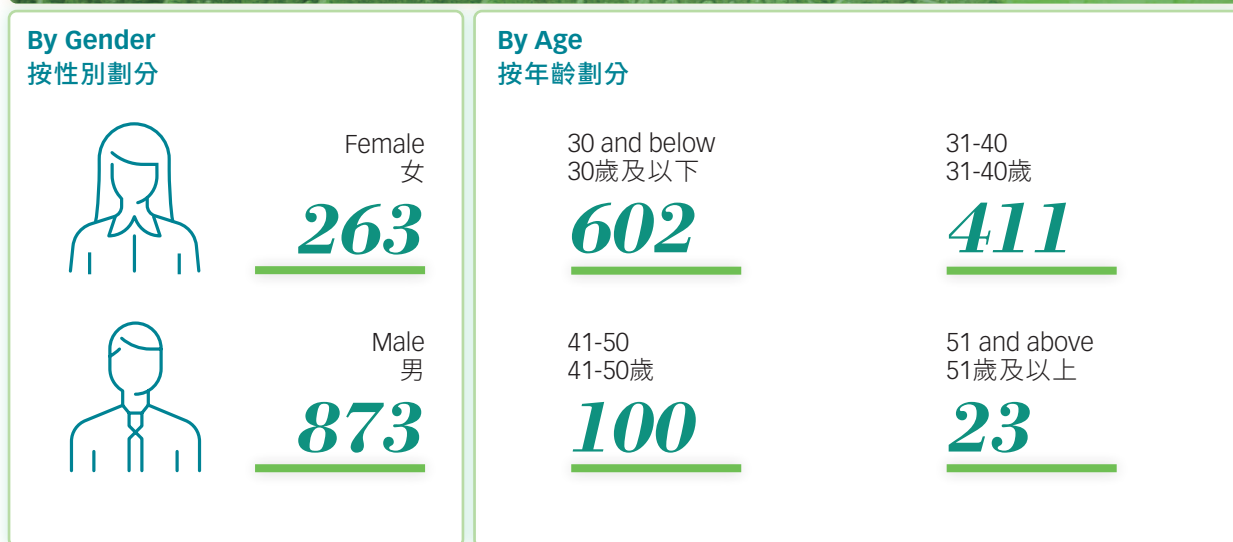 By Gender
按性別劃分
Female
女
263
Male
男
873
By Age
按年齡劃分
30 and below
30歲及以下
602
31-40
31-40歲
411
41-50
41-50歲
100
51 and above
51歲及以上
23